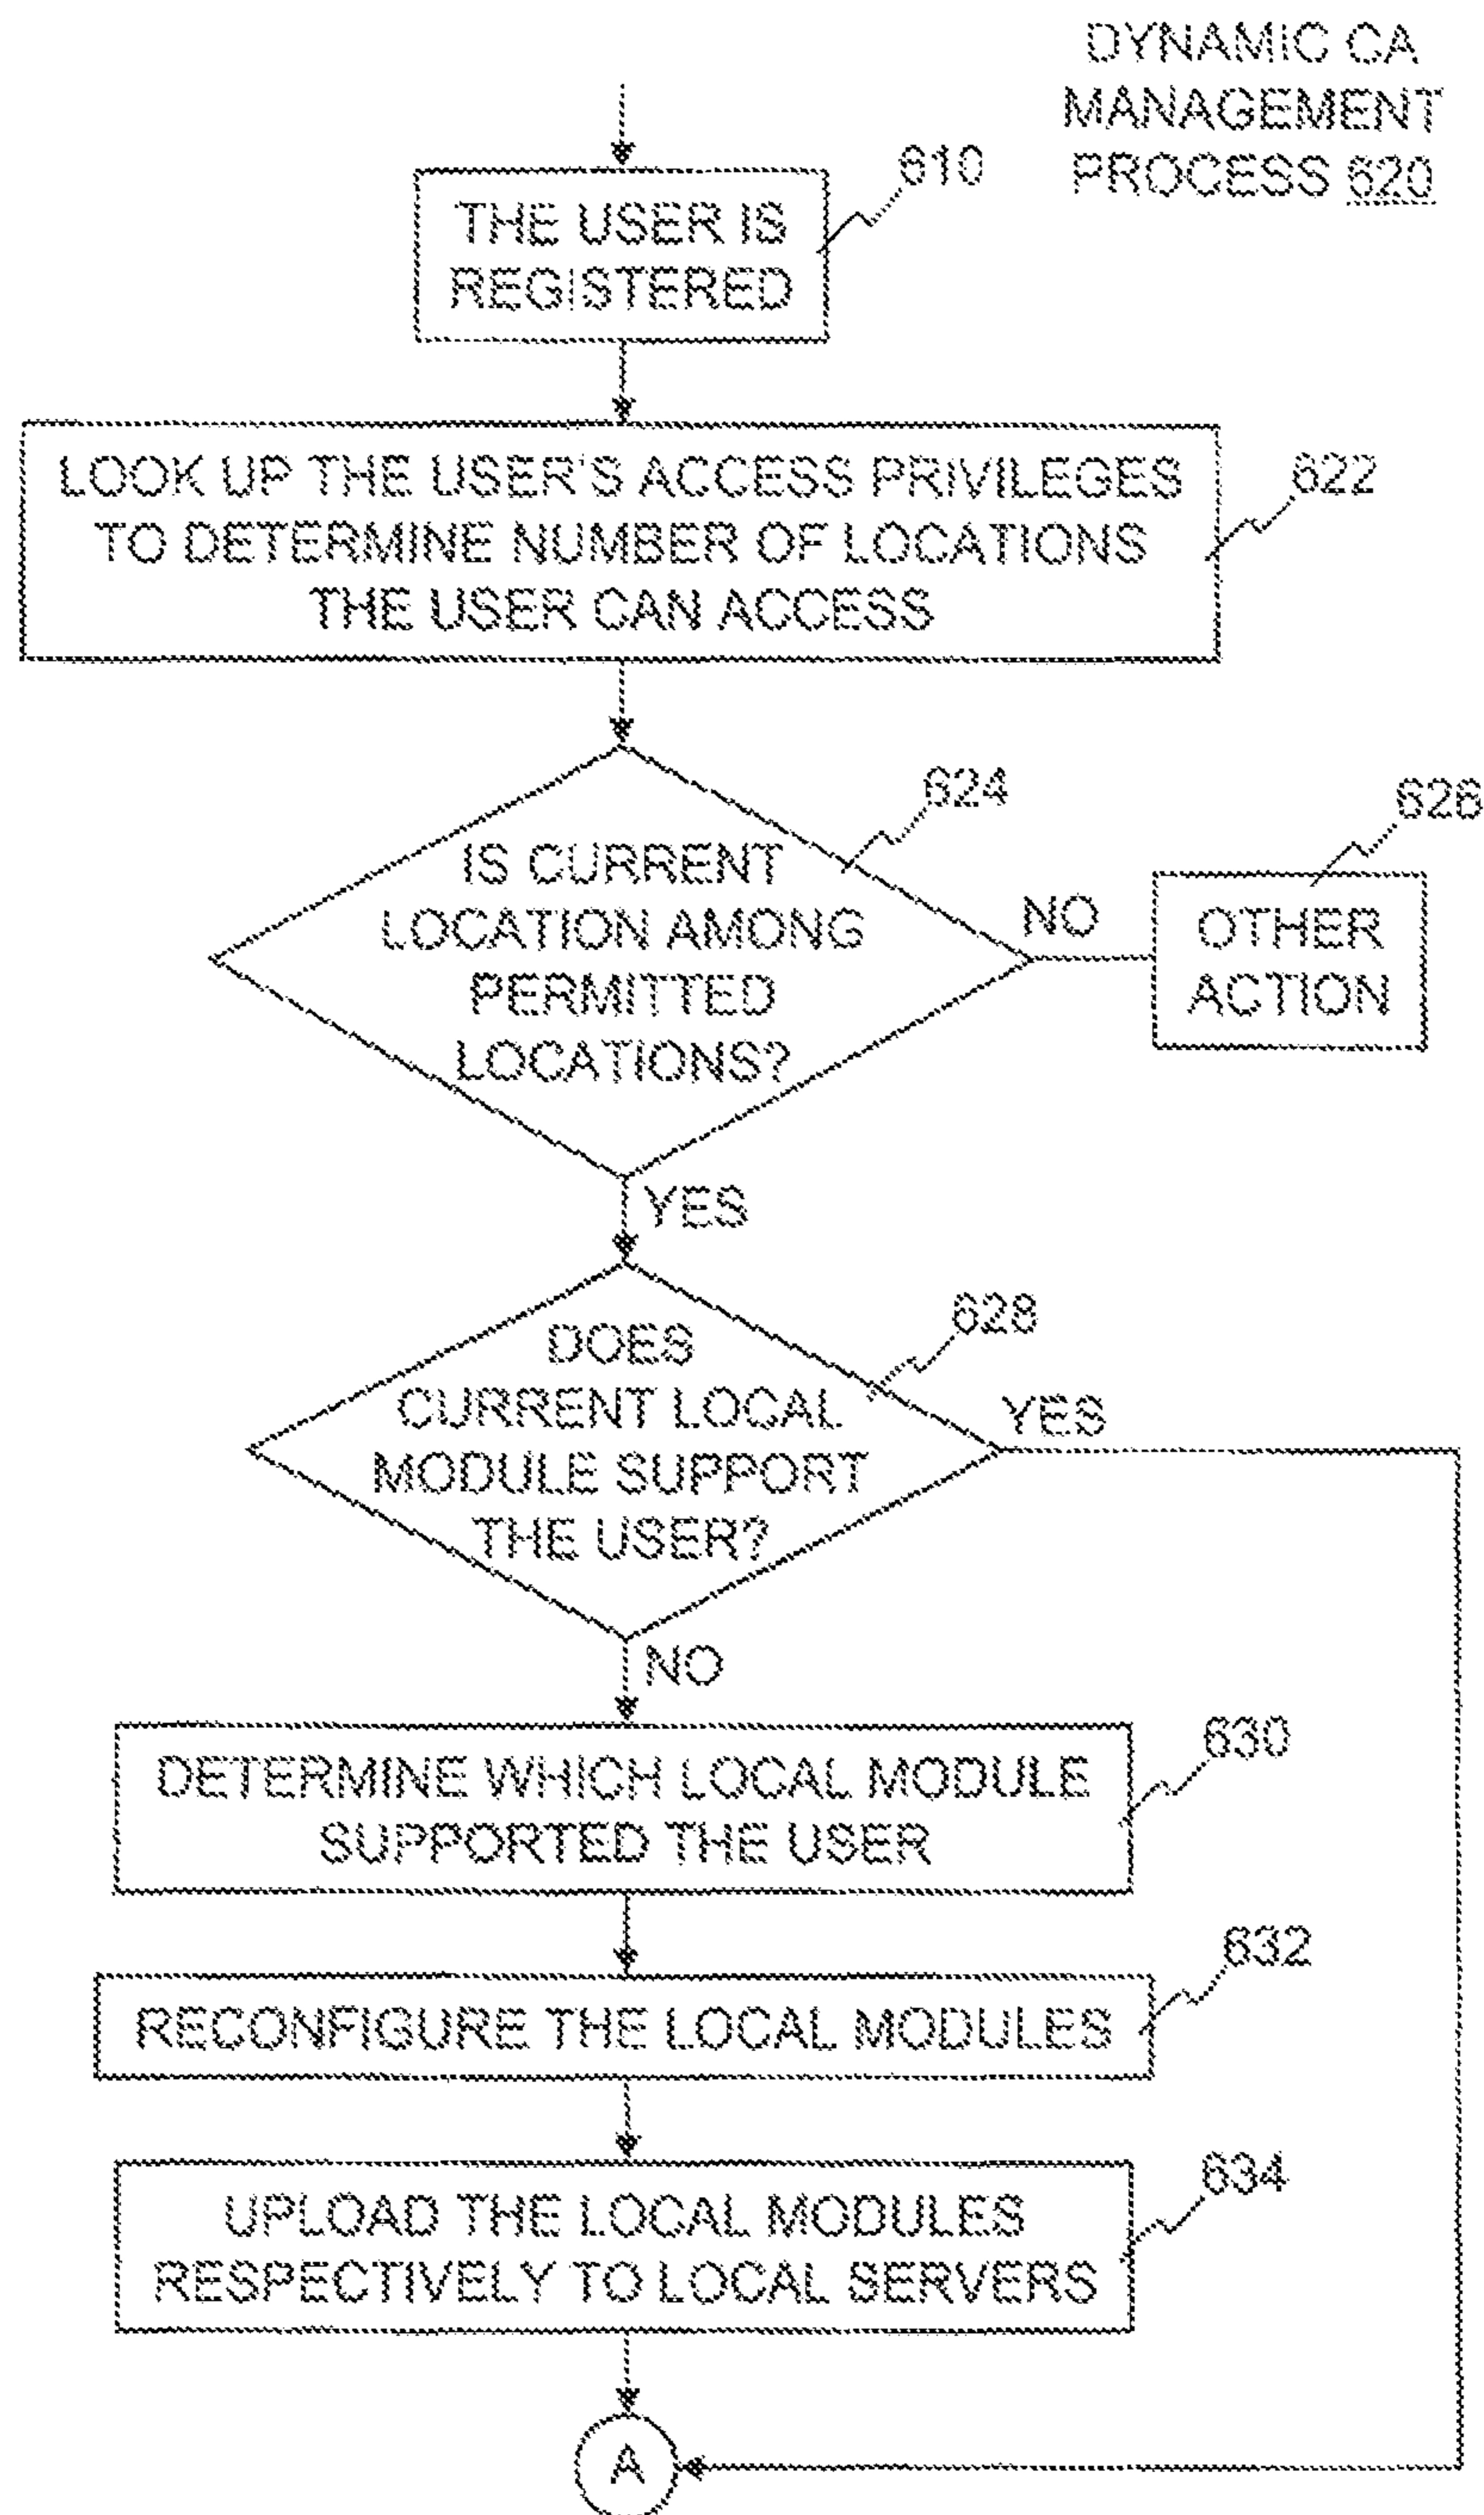 DYNAMIC CA
MANAGEMENT
PROCESS 620
610
THE USER IS
REGISTERED
622
LOOK UP THE USER'S ACCESS PRIVILEGES
TO DETERMINE NUMBER OF LOCATIONS
THE USER CAN ACCESS
624
IS CURRENT
LOCATION AMONG
PERMITTED
LOCATIONS?
NO
626
OTHER
ACTION
YES
628
DOES
CURRENT LOCAL
MODULE SUPPORT
THE USER?
YES
NO
630
DETERMINE WHICH LOCAL MODULE
SUPPORTED THE USER
632
RECONFIGURE THE LOCAL MODULES
634
UPLOAD THE LOCAL MODULES
RESPECTIVELY TO LOCAL SERVERS
A